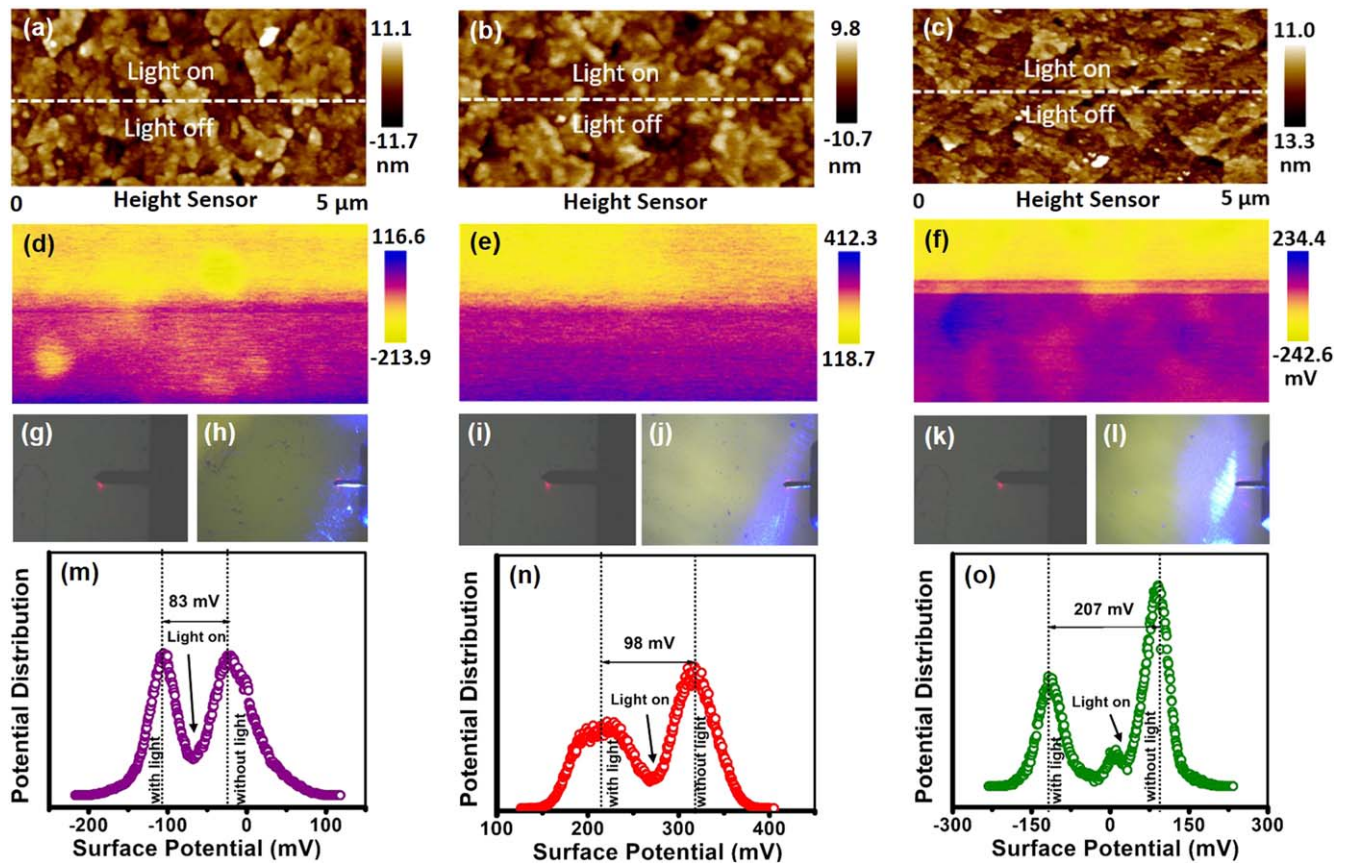 (a)
Light on
Light off
11.1
-11.7
nm
0
Height Sensor
5 μm
(b)
Light on
Light off
9.8
-10.7
nm
Height Sensor
(c)
Light on
Light off
11.0
13.3
nm
0
Height Sensor
5 μm
(d)
116.6
-213.9
(e)
412.3
118.7
(f)
234.4
-242.6
mV
(g)
(h)
(i)
(j)
(k)
(l)
(m)
83 mV
Light on
with light
without light
Potential Distribution
-200
-100
0
100
Surface Potential (mV)
(n)
98 mV
Light on
with light
without light
Potential Distribution
100
200
300
400
Surface Potential (mV)
(o)
207 mV
Light on
with light
without light
Potential Distribution
-300
-150
0
150
300
Surface Potential (mV)